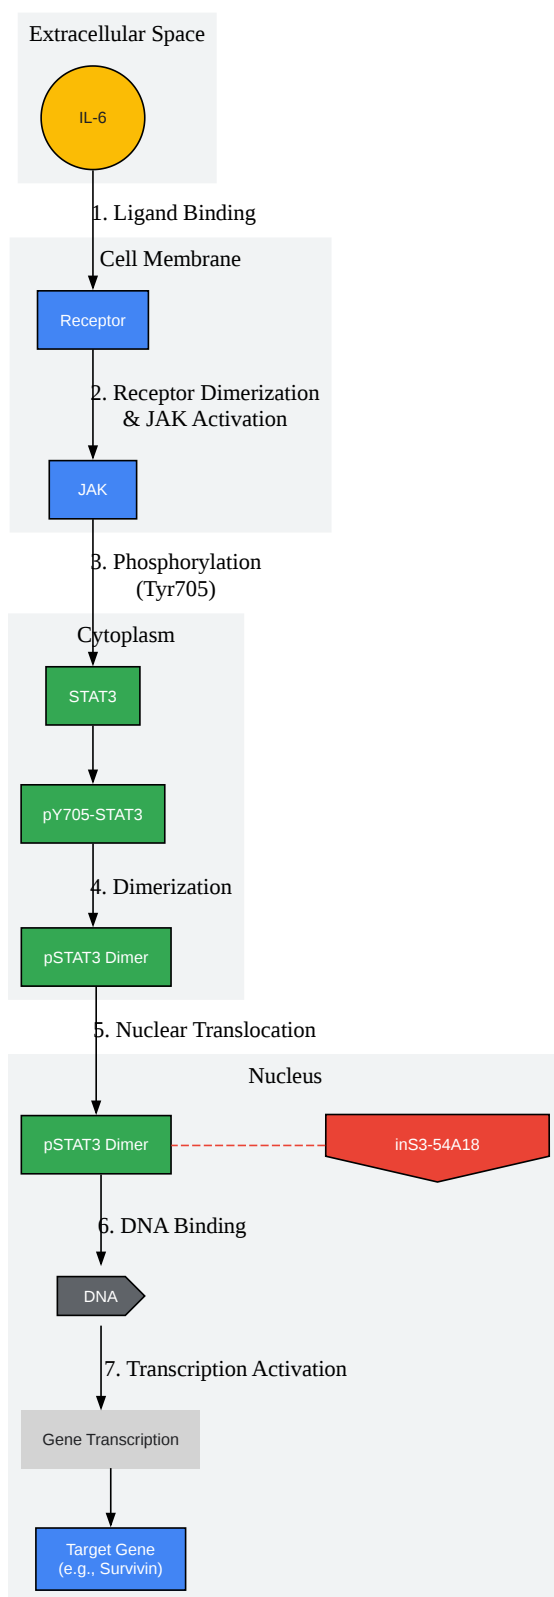 Extracellular Space
IL-6
1. Ligand Binding
Cell Membrane
Receptor
2. Receptor Dimerization
& JAK Activation
JAK
3. Phosphorylation
(Tyr705)
Cytoplasm
STAT3
pY705-STAT3
4. Dimerization
pSTAT3 Dimer
5. Nuclear Translocation
Nucleus
pSTAT3 Dimer
inS3-54A18
6. DNA Binding
DNA
7. Transcription Activation
Gene Transcription
Target Gene
(e.g., Survivin)